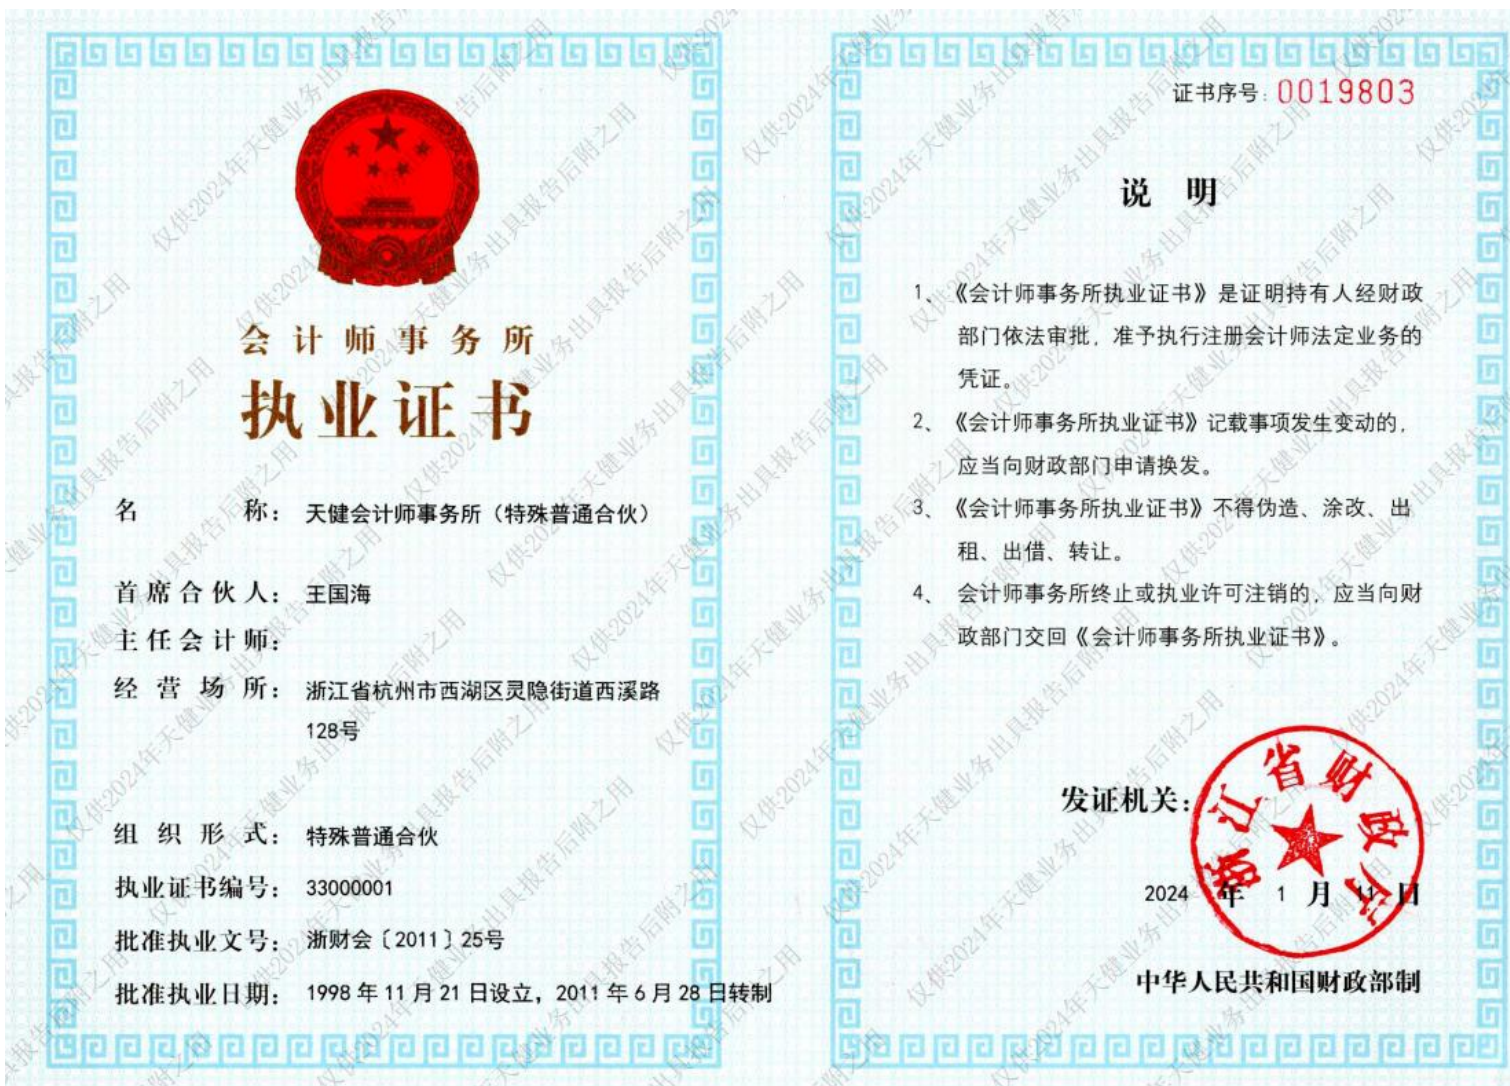 会计师事务所
执业证书
名 称： 天健会计师事务所（特殊普通合伙）
首席合伙人： 王国海
主任会计师：
经营场所： 浙江省杭州市西湖区灵隐街道西溪路
128号
组织形式： 特殊普通合伙
执业证书编号： 33000001
批准执业文号： 浙财会〔2011〕25号
批准执业日期： 1998年11月21日设立，2011年6月28日转制
证书序号：0019803
说 明
1、《会计师事务所执业证书》是证明持有人经财政
部门依法审批，准予执行注册会计师法定业务的
凭证。
2、《会计师事务所执业证书》记载事项发生变动的，
应当向财政部门申请换发。
3、《会计师事务所执业证书》不得伪造、涂改、出
租、出借、转让。
4、会计师事务所终止或执业许可注销的，应当向财
政部门交回《会计师事务所执业证书》。
发证机关：
浙江省财政厅
2024 年 1 月 11 日
中华人民共和国财政部制
仅供2024年天健业务出具报告后附之用